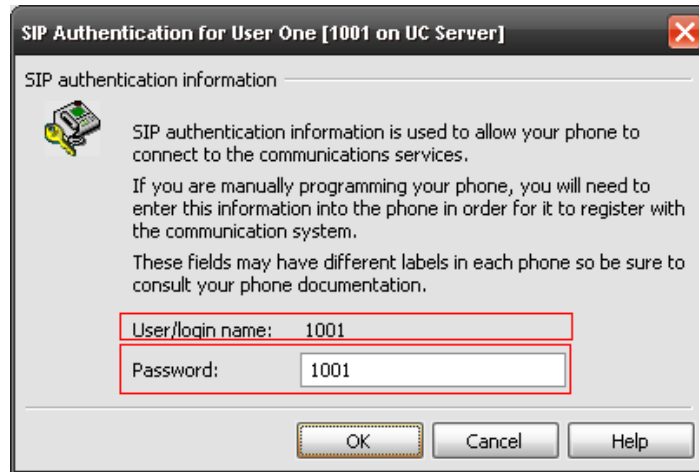 SIP Authentication for User One [1001 on UC Server]
SIP authentication information
SIP authentication information is used to allow your phone to
connect to the communications services.
If you are manually programming your phone, you will need to
enter this information into the phone in order for it to register with
the communication system.
These fields may have different labels in each phone so be sure to
consult your phone documentation.
User/login name: 1001
Password: 1001
OK Cancel Help